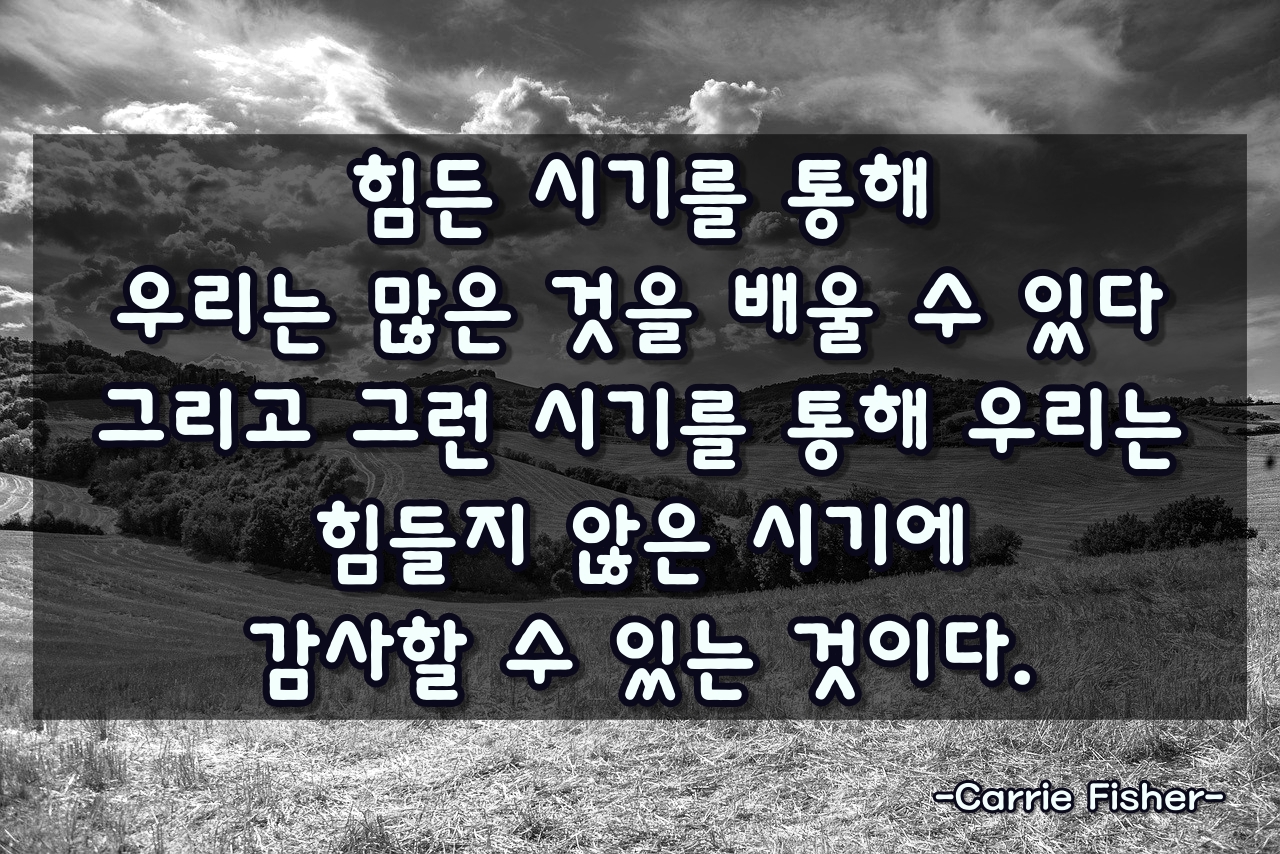 힘든 시기를 통해
우리는 많은 것을 배울 수 있다
그리고 그런 시기를 통해 우리는
힘들지 않은 시기에
감사할 수 있는 것이다.
-Carrie Fisher-